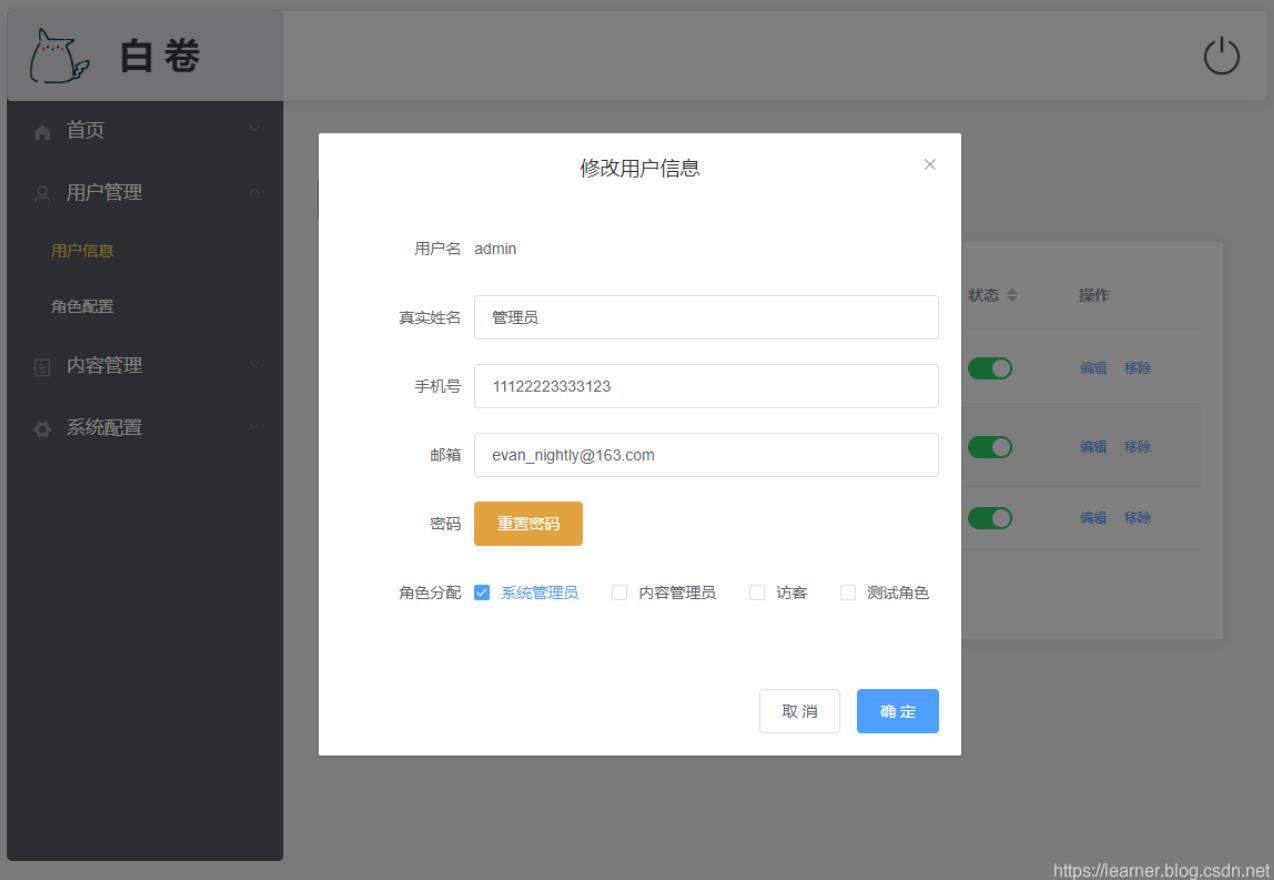 白卷
首页
用户管理
用户信息
角色配置
内容管理
系统配置
修改用户信息
用户名 admin
真实姓名 管理员
手机号 11122223333123
邮箱 evan_nightly@163.com
密码 重置密码
角色分配 系统管理员 内容管理员 访客 测试角色
取 消 确 定
状态 操作
编辑 移除
编辑 移除
编辑 移除
https://learner.blog.csdn.net